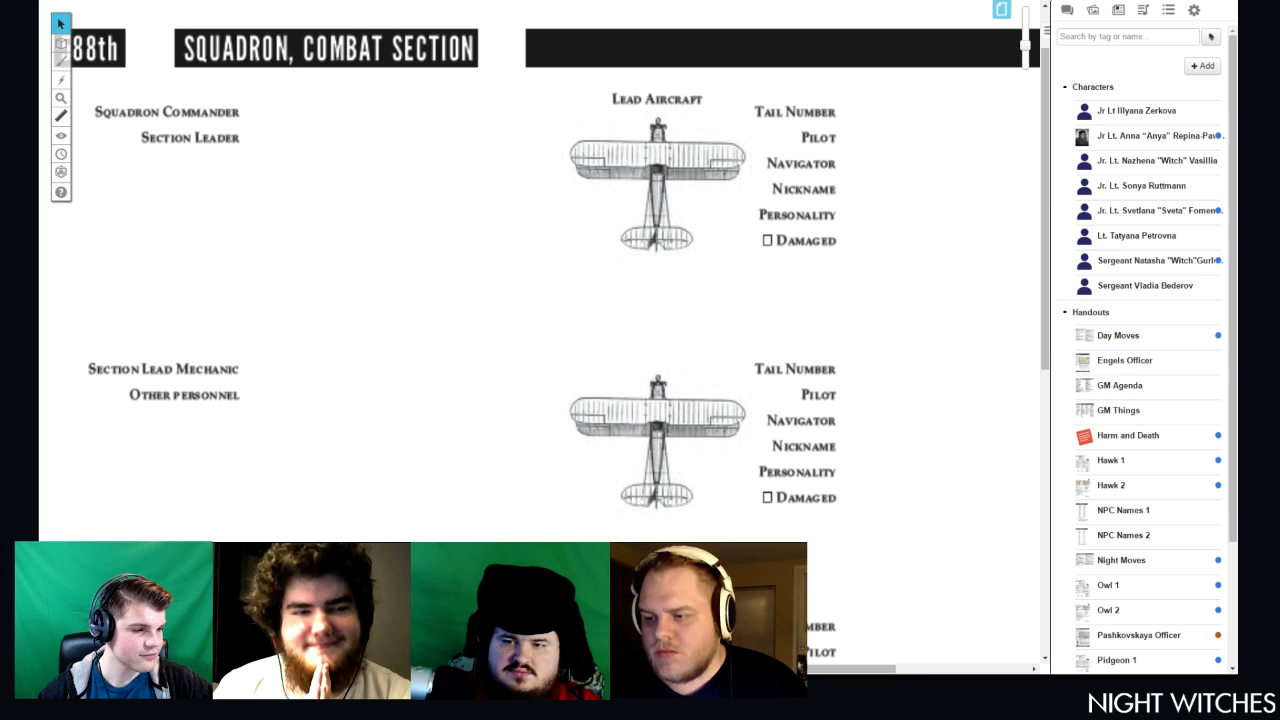 88th
SQUADRON, COMBAT SECTION
SQUADRON COMMANDER
SECTION LEADER
LEAD AIRCRAFT
TAIL NUMBER
PILOT
NAVIGATOR
NICKNAME
PERSONALITY
DAMAGED
SECTION LEAD MECHANIC
OTHER PERSONNEL
TAIL NUMBER
PILOT
NAVIGATOR
NICKNAME
PERSONALITY
DAMAGED
MBER
PILOT
Search by tag or name...
+ Add
Characters
Jr Lt Illyana Zerkova
Jr Lt. Anna “Anya” Repina-Pav...
Jr. Lt. Nazhena "Witch" Vasillia
Jr. Lt. Sonya Ruttmann
Jr. Lt. Svetlana "Sveta" Fomen...
Lt. Tatyana Petrovna
Sergeant Natasha "Witch"Gurl...
Sergeant Vladia Bederov
Handouts
Day Moves
Engels Officer
GM Agenda
GM Things
Harm and Death
Hawk 1
Hawk 2
NPC Names 1
NPC Names 2
Night Moves
Owl 1
Owl 2
Pashkovskaya Officer
Pidgeon 1
NIGHT WITCHES